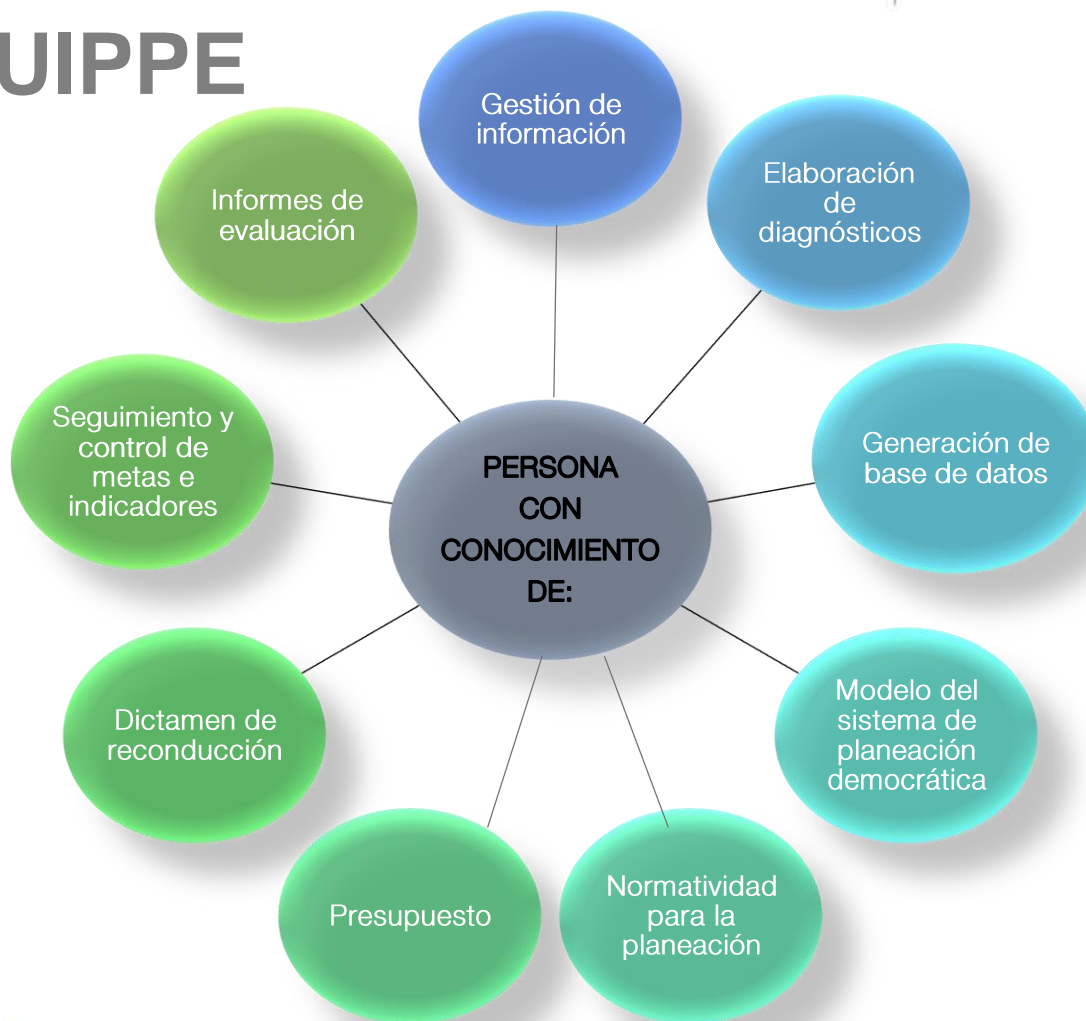 UIPPE
Gestión de
información
Elaboración
de
diagnósticos
Generación de
base de datos
Modelo del
sistema de
planeación
democrática
Normatividad
para la
planeación
Presupuesto
Dictamen de
reconducción
Seguimiento y
control de
metas e
indicadores
Informes de
evaluación
PERSONA
CON
CONOCIMIENTO
DE: